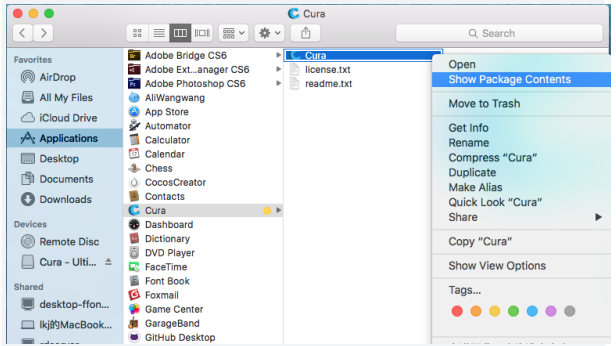 Cura
Search
Favorites
AirDrop
All My Files
iCloud Drive
Applications
Desktop
Documents
Downloads
Devices
Remote Disc
Cura - Ulti...
Shared
desktop-ffon...
lkj的MacBook...
Adobe Bridge CS6
Adobe Ext...anager CS6
Adobe Photoshop CS6
AliWangwang
App Store
Automator
Calculator
Calendar
Chess
CocosCreator
Contacts
Cura
Dashboard
Dictionary
DVD Player
FaceTime
Font Book
Foxmail
Game Center
GarageBand
GitHub Desktop
Cura
license.txt
readme.txt
Open
Show Package Contents
Move to Trash
Get Info
Rename
Compress “Cura”
Duplicate
Make Alias
Quick Look “Cura”
Share
Copy “Cura”
Show View Options
Tags...